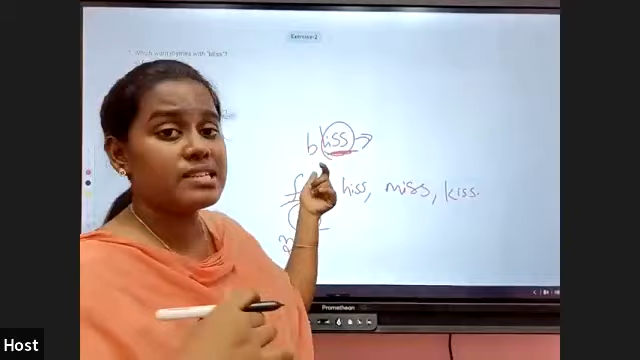 Exercise-2
1. Which word rhymes with "bliss"?
bliss
hiss, miss, kiss.
Promethean
Host